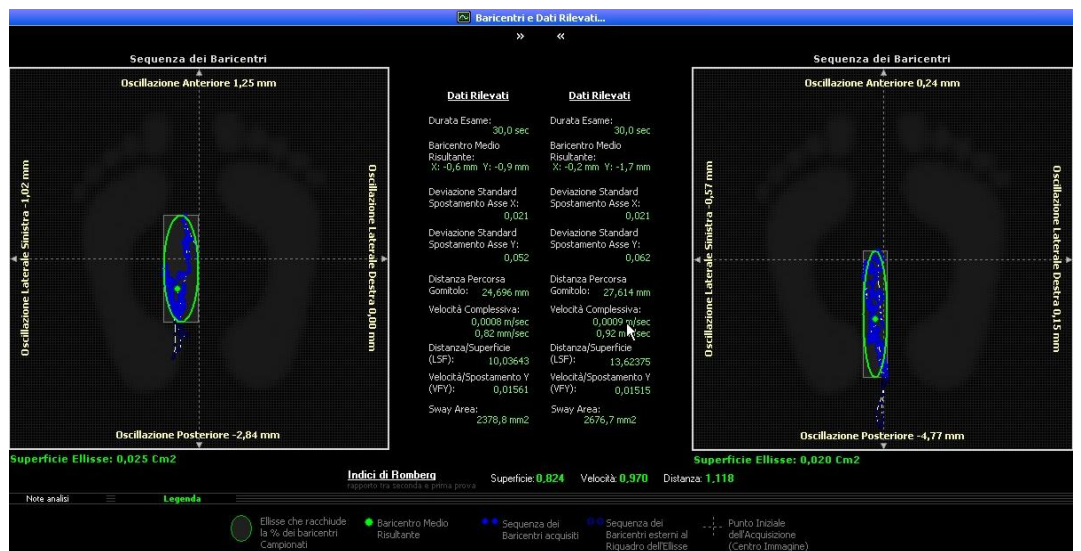 Baricentri e Dati Rilevati...
»
«
Sequenza dei Baricentri
Oscillazione Anteriore 1,25 mm
Oscillazione Laterale Sinistra -1,02 mm
Oscillazione Laterale Destra 0,00 mm
Oscillazione Posteriore -2,84 mm
Superficie Ellisse: 0,025 Cm2
Dati Rilevati
Durata Esame:
30,0 sec
Baricentro Medio
Risultante:
X: -0,6 mm Y: -0,9 mm
Deviazione Standard
Spostamento Asse X:
0,021
Deviazione Standard
Spostamento Asse Y:
0,052
Distanza Percorsa
Gomitolo: 24,696 mm
Velocità Complessiva:
0,0008 m/sec
0,82 mm/sec
Distanza/Superficie
(LSF): 10,03643
Velocità/Spostamento Y
(VFY): 0,01561
Sway Area:
2378,8 mm2
Dati Rilevati
Durata Esame:
30,0 sec
Baricentro Medio
Risultante:
X: -0,2 mm Y: -1,7 mm
Deviazione Standard
Spostamento Asse X:
0,021
Deviazione Standard
Spostamento Asse Y:
0,062
Distanza Percorsa
Gomitolo: 27,614 mm
Velocità Complessiva:
0,0009 m/sec
0,92 mm/sec
Distanza/Superficie
(LSF): 13,62375
Velocità/Spostamento Y
(VFY): 0,01515
Sway Area:
2676,7 mm2
Sequenza dei Baricentri
Oscillazione Anteriore 0,24 mm
Oscillazione Laterale Sinistra -0,57 mm
Oscillazione Laterale Destra 0,15 mm
Oscillazione Posteriore -4,77 mm
Superficie Ellisse: 0,020 Cm2
Indici di Romberg
rapporto tra seconda e prima prova
Superficie: 0,824 Velocità: 0,970 Distanza: 1,118
Note analisi
Legenda
Ellisse che racchiude
la % dei baricentri
Campionati
Baricentro Medio
Risultante
Sequenza dei
Baricentri acquisiti
Sequenza dei
Baricentri esterni al
Riquadro dell'Ellisse
Punto Iniziale
dell'Acquisizione
(Centro Immagine)